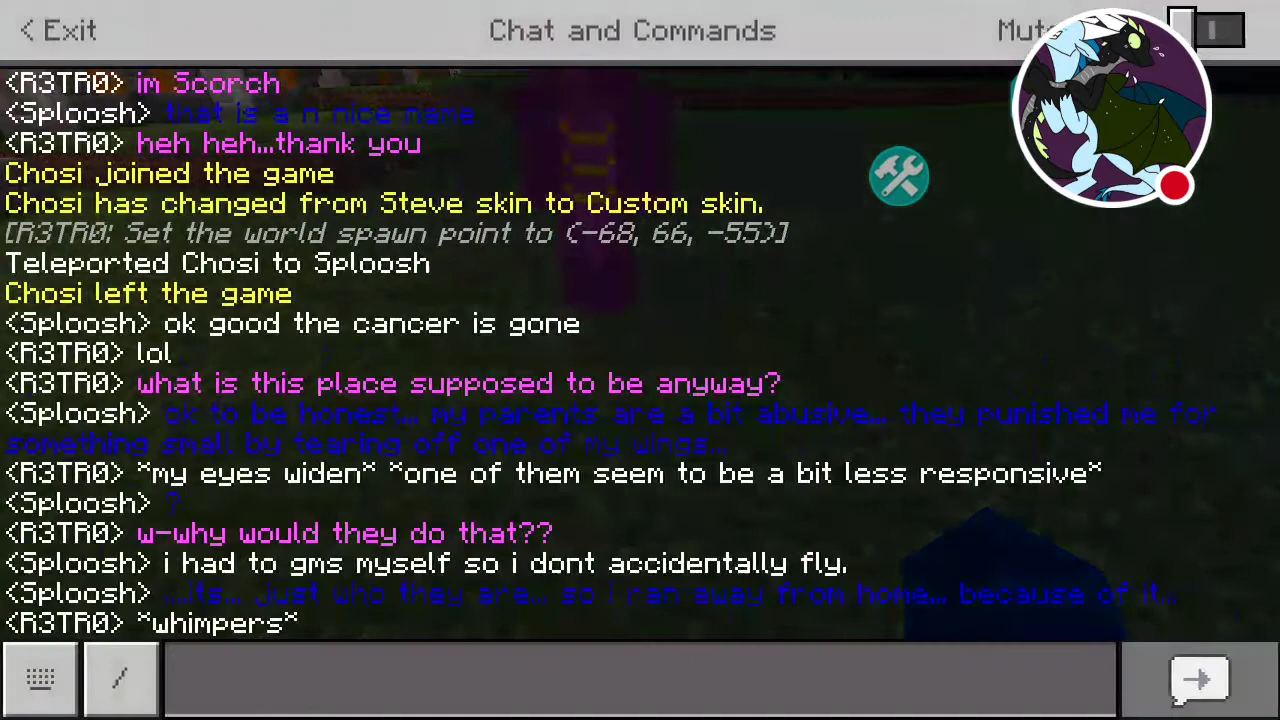 < Exit
Chat and Commands
Mut
<R3TR0> im Scorch
<Sploosh> that is a n nice name
<R3TR0> heh heh...thank you
Chosi joined the game
Chosi has changed from Steve skin to Custom skin.
[R3TR0: Set the world spawn point to (-68, 66, -55)]
Teleported Chosi to Sploosh
Chosi left the game
<Sploosh> ok good the cancer is gone
<R3TR0> lol
<R3TR0> what is this place supposed to be anyway?
<Sploosh> ok to be honest... my parents are a bit abusive... they punished me for
something small by tearing off one of my wings...
<R3TR0> *my eyes widen* *one of them seem to be a bit less responsive*
<Sploosh> ?
<R3TR0> w-why would they do that??
<Sploosh> i had to gms myself so i dont accidentally fly.
<Sploosh> ....its... just who they are... so i ran away from home... because of it...
<R3TR0> *whimpers*
/